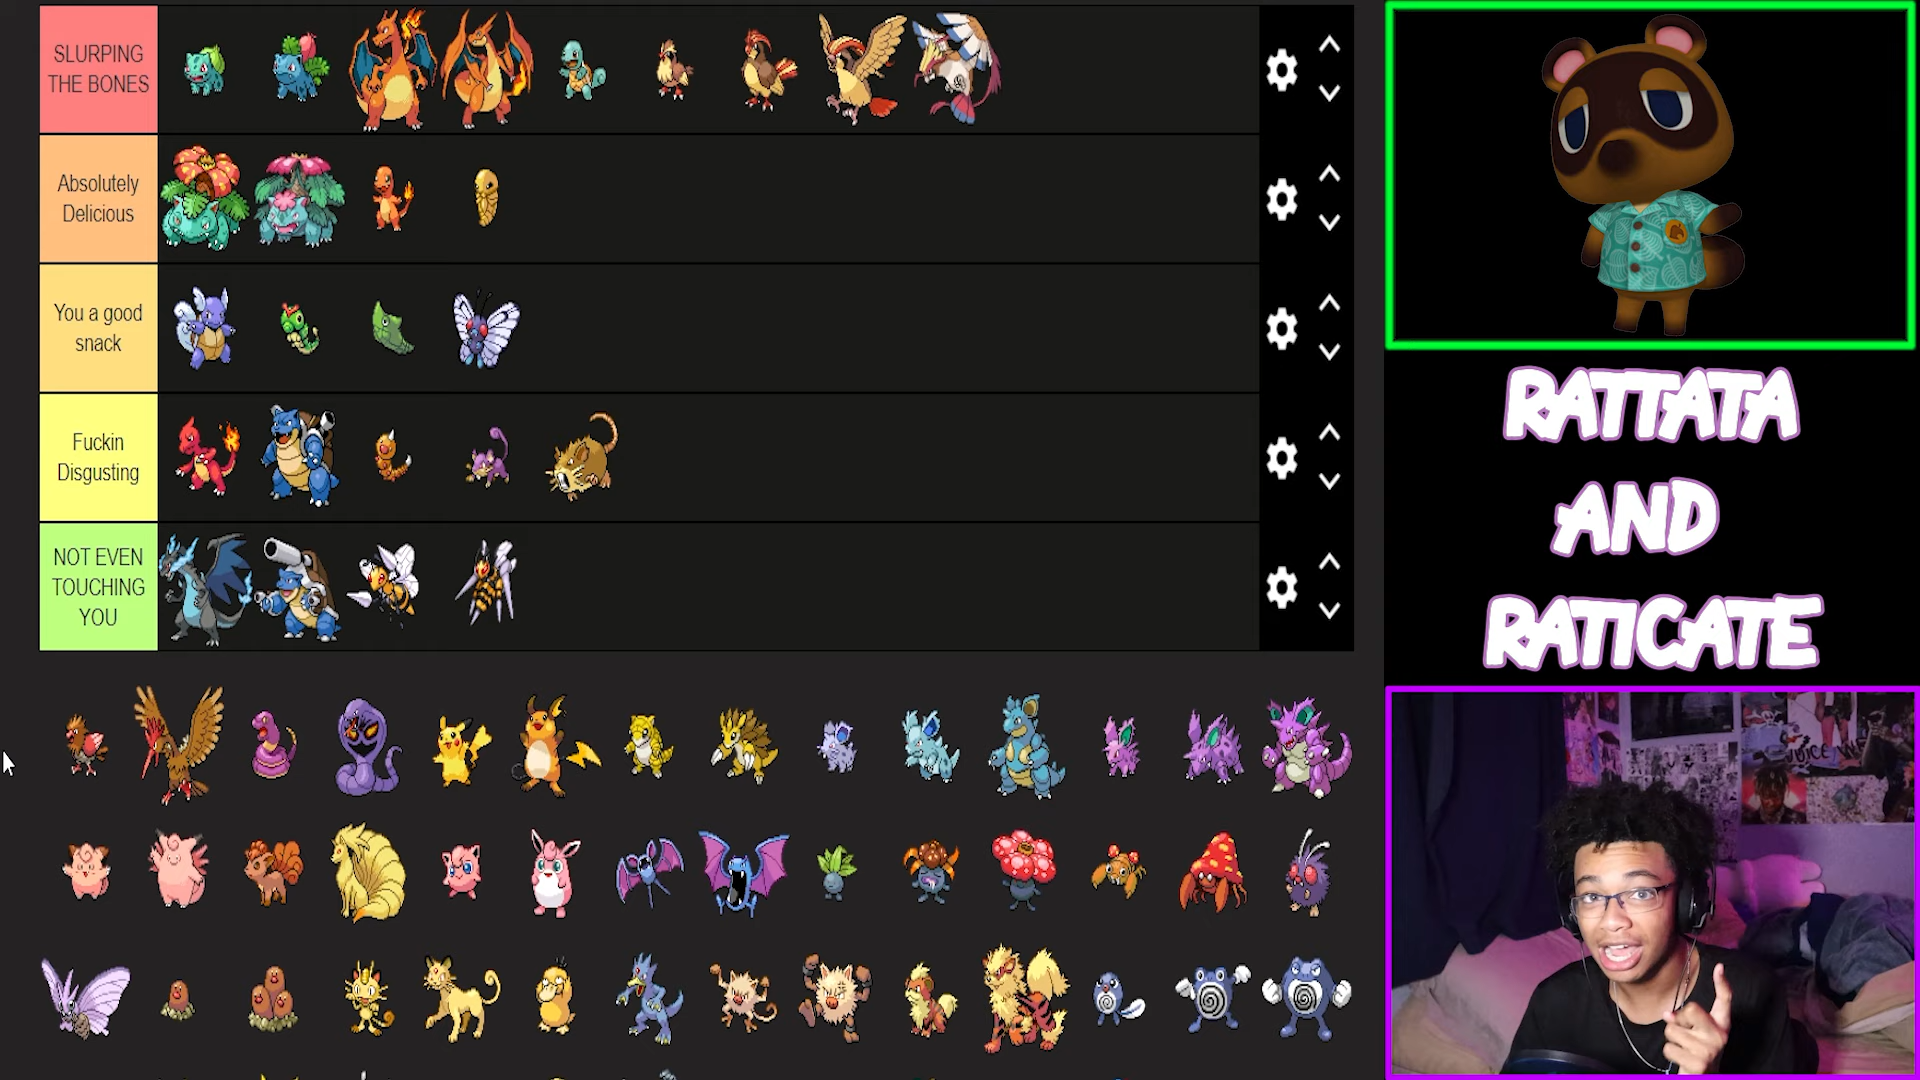 SLURPING
THE BONES
Absolutely
Delicious
You a good
snack
Fuckin
Disgusting
NOT EVEN
TOUCHING
YOU
RATTATA
AND
RATICATE